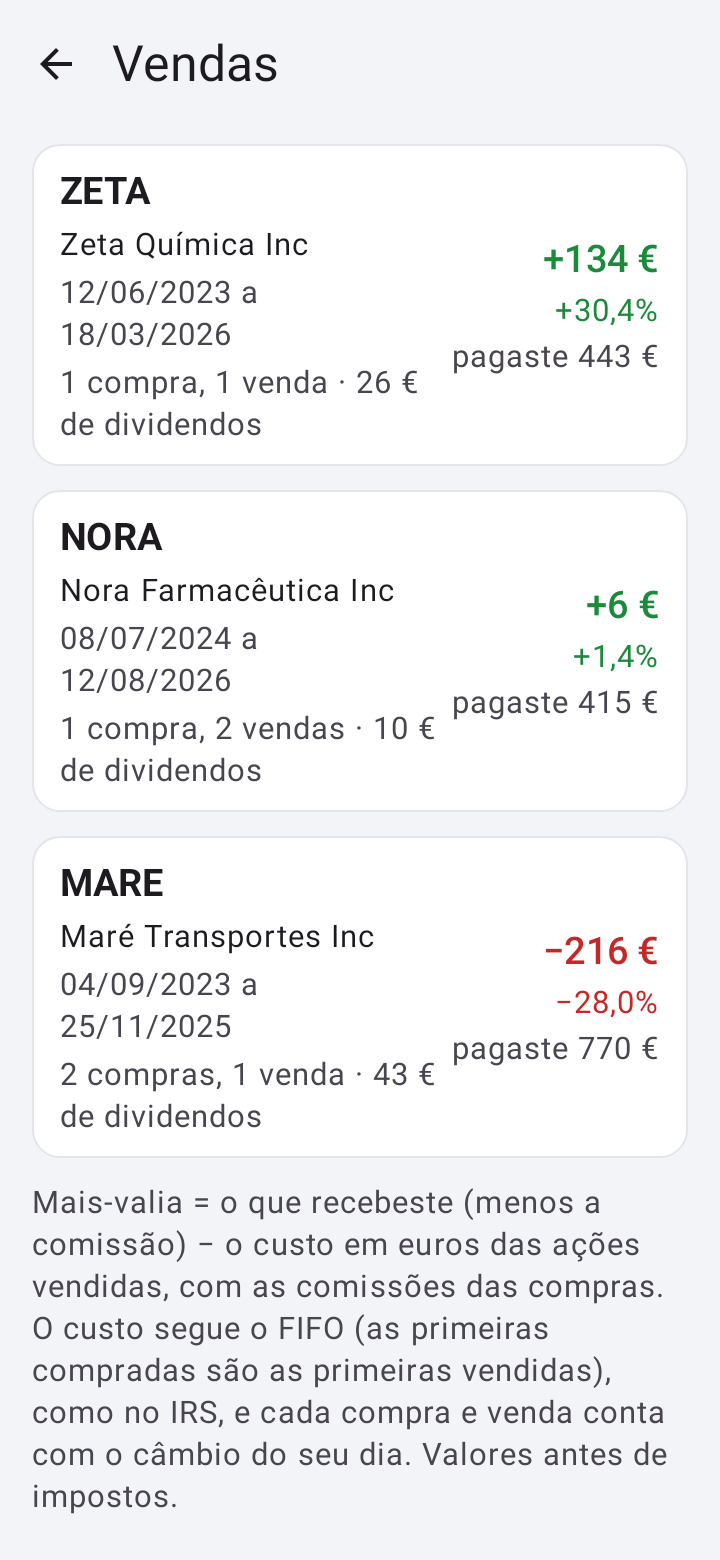 Vendas
ZETA
Zeta Química Inc
12/06/2023 a
18/03/2026
1 compra, 1 venda · 26 €
de dividendos
+134 €
+30,4%
pagaste 443 €
NORA
Nora Farmacêutica Inc
08/07/2024 a
12/08/2026
1 compra, 2 vendas · 10 €
de dividendos
+6 €
+1,4%
pagaste 415 €
MARE
Maré Transportes Inc
04/09/2023 a
25/11/2025
2 compras, 1 venda · 43 €
de dividendos
−216 €
−28,0%
pagaste 770 €
Mais-valia = o que recebeste (menos a
comissão) − o custo em euros das ações
vendidas, com as comissões das compras.
O custo segue o FIFO (as primeiras
compradas são as primeiras vendidas),
como no IRS, e cada compra e venda conta
com o câmbio do seu dia. Valores antes de
impostos.